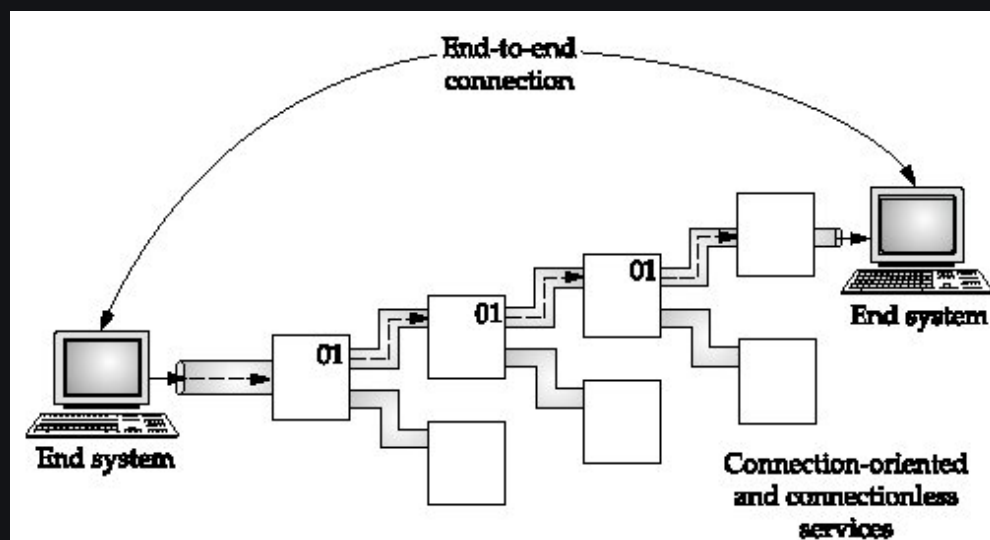 End-to-end
connection
01
01
01
End system
End system
Connection-oriented
and connectionless
services